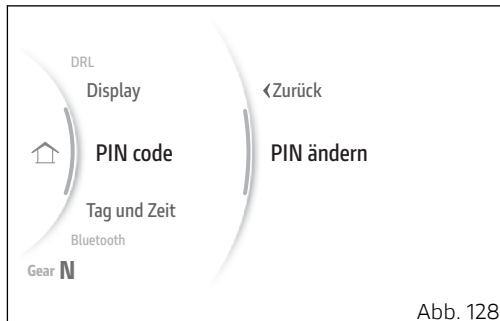 DRL
Display
‹Zurück
PIN code
PIN ändern
Tag und Zeit
Bluetooth
Gear N
Abb. 128